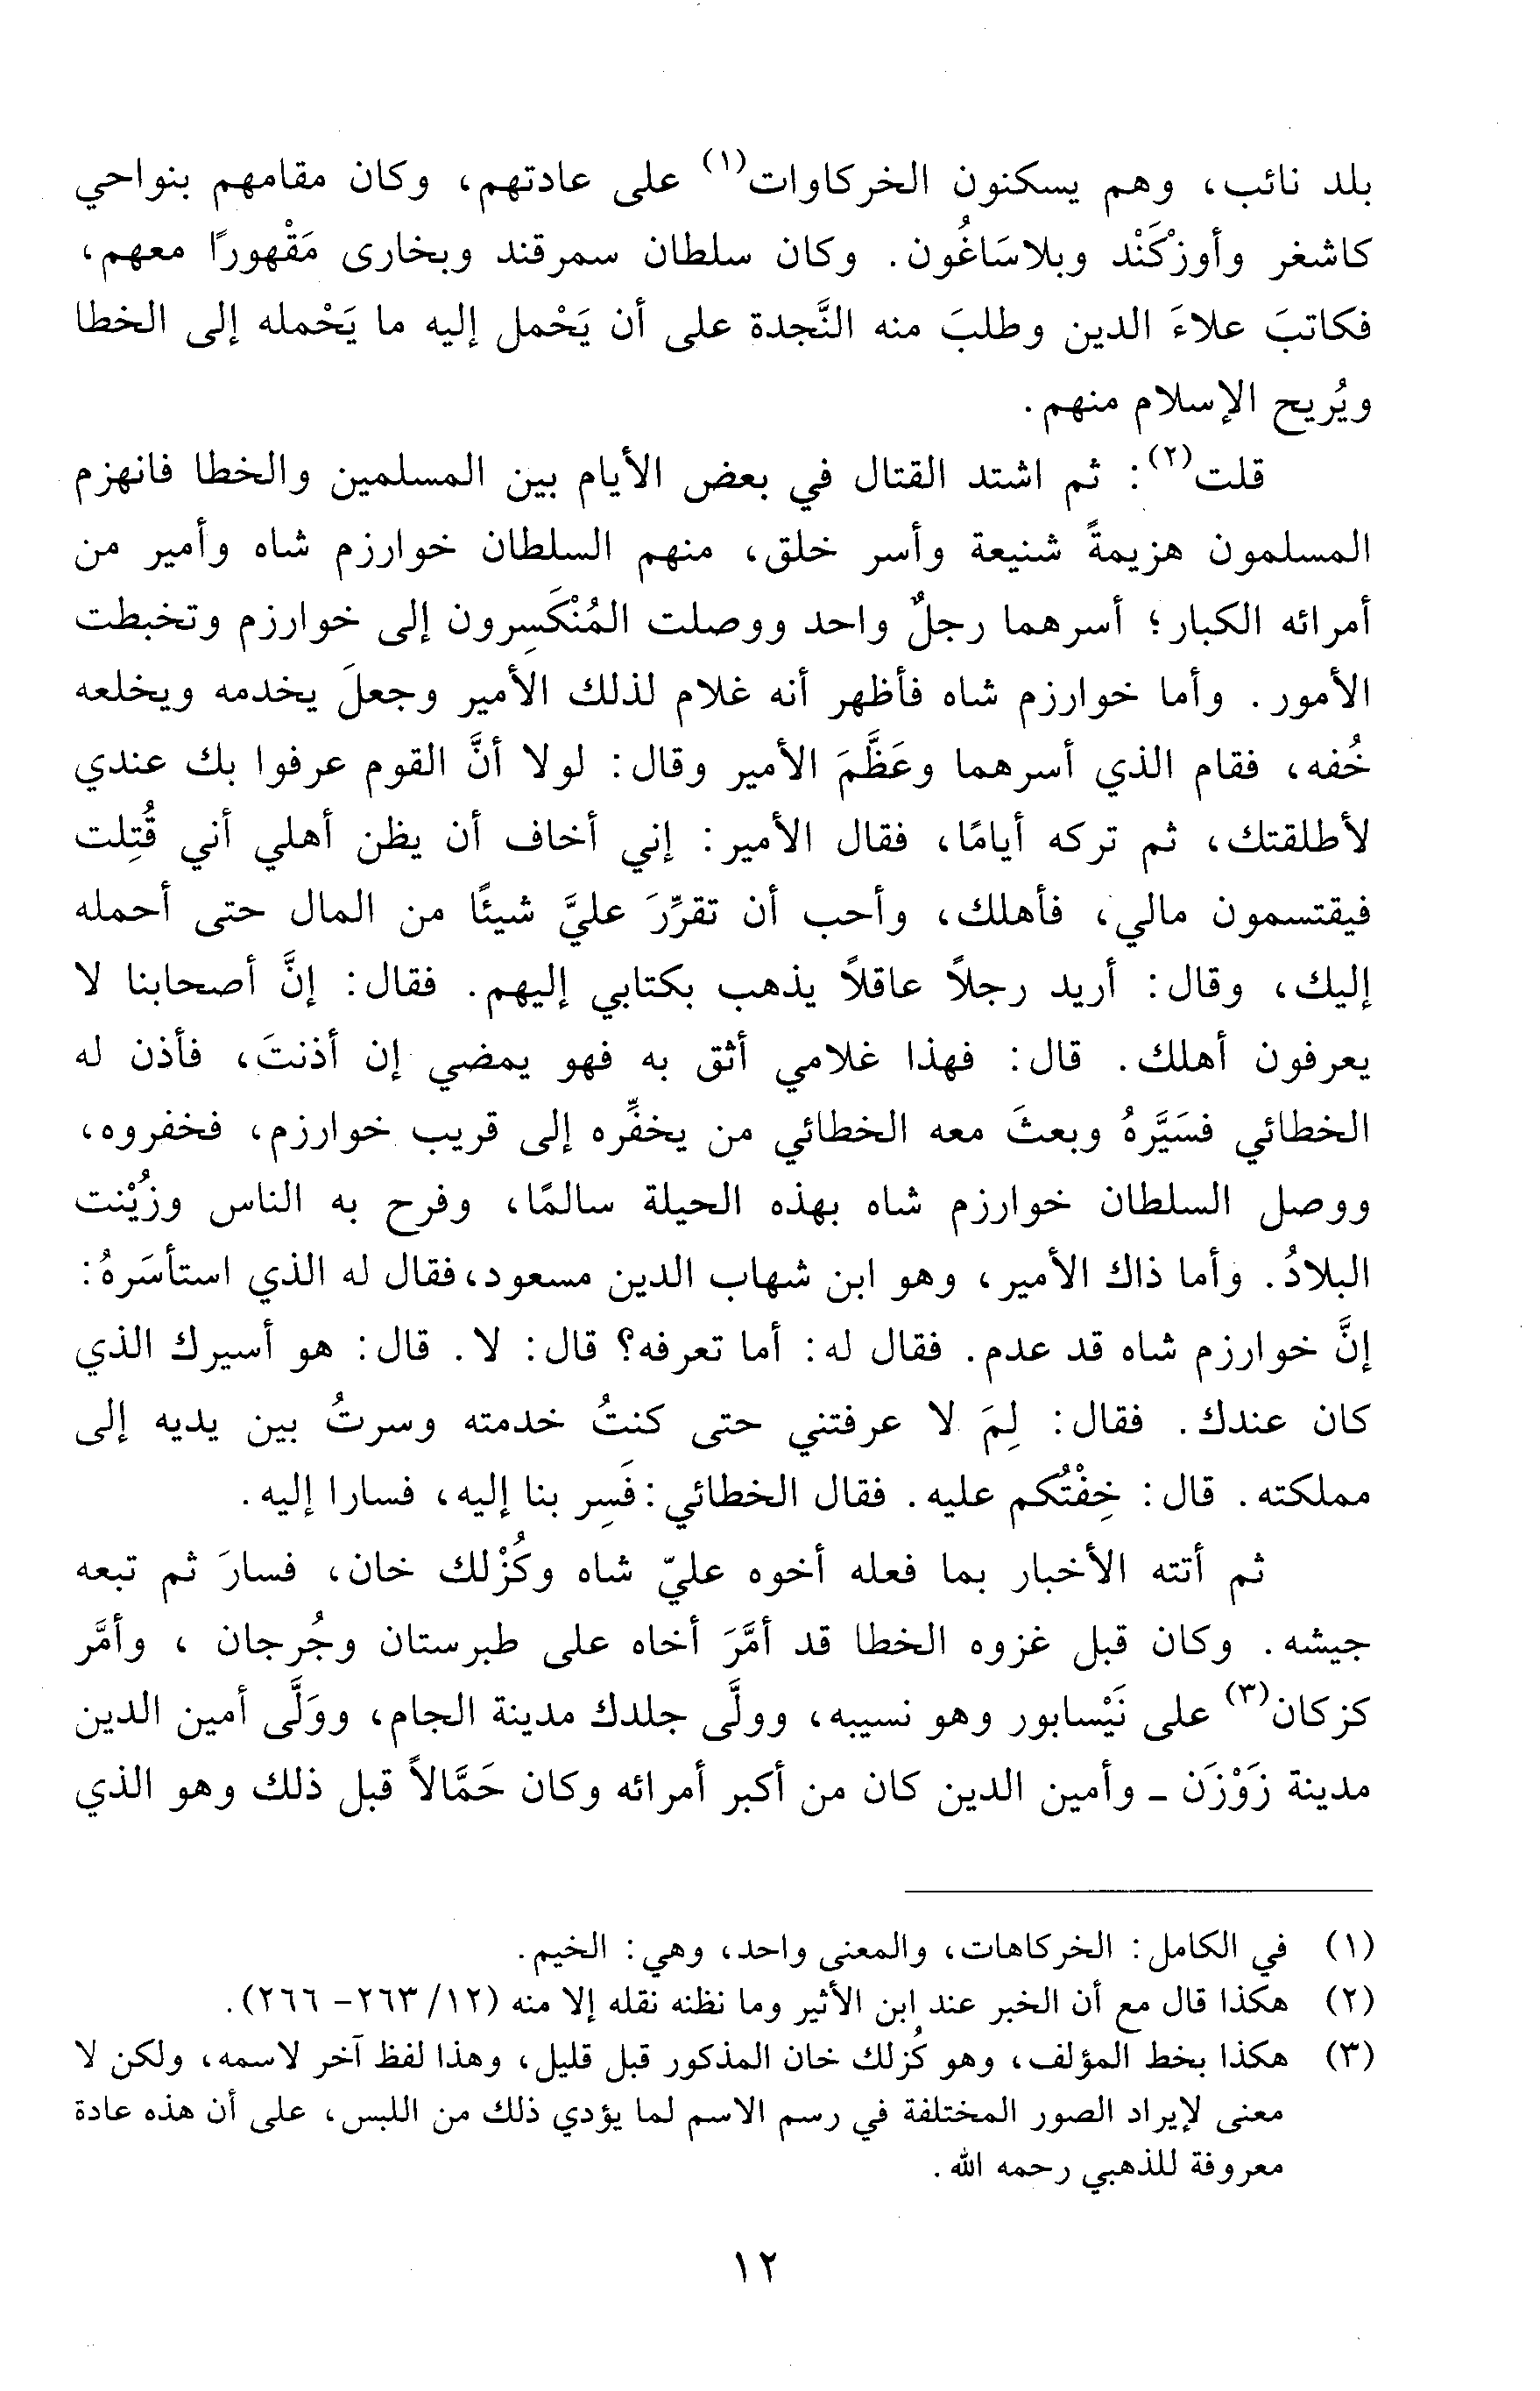 بلد نائب، وهم يسكنون الخركاوات(١) على عادتهم، وكان مقامهم بنواحي
كاشغر وأوزْكَنْد وبلاسَاغُون. وكان سلطان سمرقند وبخارى مَقْهورًا معهم،
فكاتبَ علاءَ الدين وطلبَ منه النَّجدة على أن يَحْمل إليه ما يَحْمله إلى الخطا
ويُريح الإسلام منهم.
قلت(٢): ثم اشتد القتال في بعض الأيام بين المسلمين والخطا فانهزم
المسلمون هزيمةً شنيعة وأسر خلق، منهم السلطان خوارزم شاه وأمير من
أمرائه الكبار؛ أسرهما رجلٌ واحد ووصلت المُنْكَسِرون إلى خوارزم وتخبطت
الأمور. وأما خوارزم شاه فأظهر أنه غلام لذلك الأمير وجعلَ يخدمه ويخلعه
خُفه، فقام الذي أسرهما وعَظَّمَ الأمير وقال: لولا أنَّ القوم عرفوا بك عندي
لأطلقتك، ثم تركه أيامًا، فقال الأمير: إني أخاف أن يظن أهلي أني قُتِلت
فيقتسمون مالي، فأهلك، وأحب أن تقرِّرَ عليَّ شيئًا من المال حتى أحمله
إليك، وقال: أريد رجلاً عاقلاً يذهب بكتابي إليهم. فقال: إنَّ أصحابنا لا
يعرفون أهلك. قال: فهذا غلامي أثق به فهو يمضي إن أذنتَ، فأذن له
الخطائي فسَيَّرهُ وبعثَ معه الخطائي من يخفِّره إلى قريب خوارزم، فخفروه،
ووصل السلطان خوارزم شاه بهذه الحيلة سالمًا، وفرح به الناس وزُيْنت
البلادُ. وأما ذاك الأمير، وهو ابن شهاب الدين مسعود، فقال له الذي استأسَرهُ:
إنَّ خوارزم شاه قد عدم. فقال له: أما تعرفه؟ قال: لا. قال: هو أسيرك الذي
كان عندك. فقال: لِمَ لا عرفتني حتى كنتُ خدمته وسرتُ بين يديه إلى
مملكته. قال: خِفْتُكم عليه. فقال الخطائي: فَسِر بنا إليه، فسارا إليه.
ثم أتته الأخبار بما فعله أخوه عليّ شاه وكُزْلك خان، فسارَ ثم تبعه
جيشه. وكان قبل غزوه الخطا قد أمَّرَ أخاه على طبرستان وجُرجان ، وأمَّر
كزكان(٣) على نَيْسابور وهو نسيبه، وولَّى جلدك مدينة الجام، ووَلَّى أمين الدين
مدينة زَوْزَن - وأمين الدين كان من أكبر أمرائه وكان حَمَّالاً قبل ذلك وهو الذي
(١) في الكامل: الخركاهات، والمعنى واحد، وهي: الخيم.
(٢) هكذا قال مع أن الخبر عند ابن الأثير وما نظنه نقله إلا منه (١٢/ ٢٦٣- ٢٦٦).
(٣) هكذا بخط المؤلف، وهو كُزلك خان المذكور قبل قليل، وهذا لفظ آخر لاسمه، ولكن لا
معنى لإيراد الصور المختلفة في رسم الاسم لما يؤدي ذلك من اللبس، على أن هذه عادة
معروفة للذهبي رحمه الله.
١٢